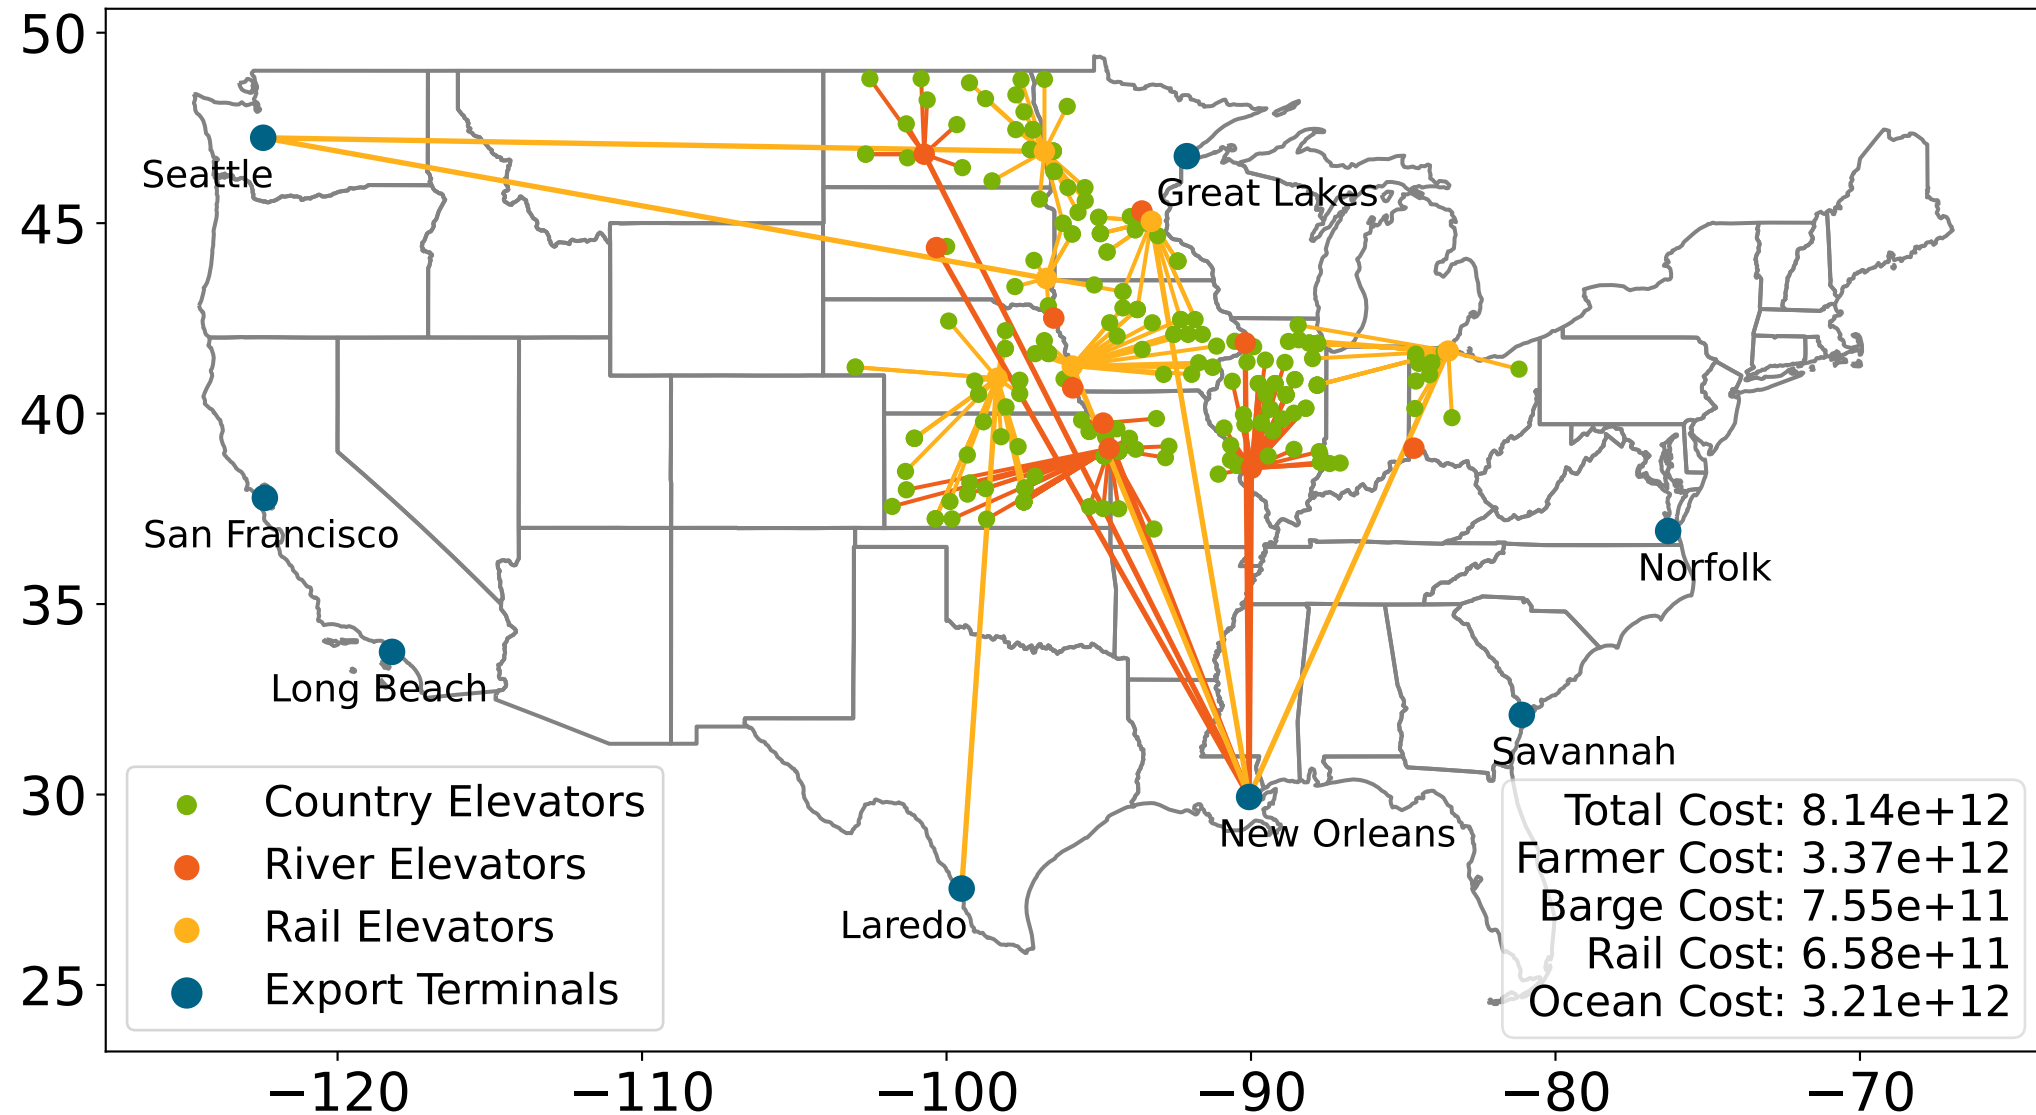 50
45
40
35
30
25
−120
−110
−100
−90
−80
−70
Seattle
Great Lakes
San Francisco
Norfolk
Long Beach
Savannah
New Orleans
Laredo
Country Elevators
River Elevators
Rail Elevators
Export Terminals
Total Cost: 8.14e+12
Farmer Cost: 3.37e+12
Barge Cost: 7.55e+11
Rail Cost: 6.58e+11
Ocean Cost: 3.21e+12